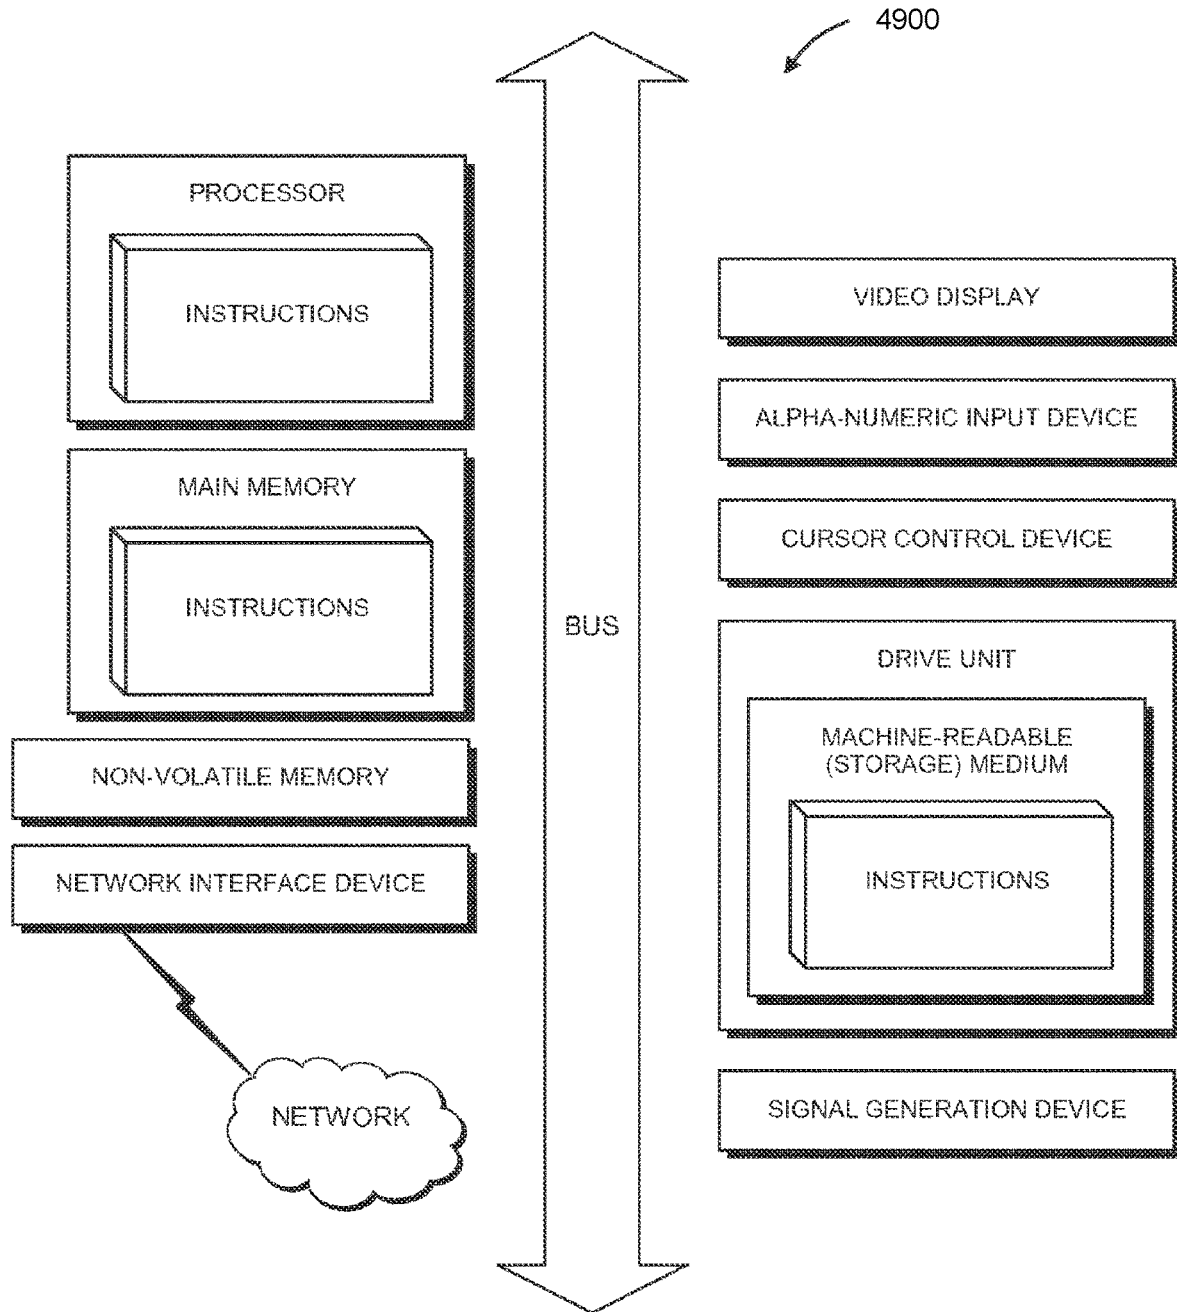 4900
PROCESSOR
INSTRUCTIONS
MAIN MEMORY
INSTRUCTIONS
NON-VOLATILE MEMORY
NETWORK INTERFACE DEVICE
NETWORK
BUS
VIDEO DISPLAY
ALPHA-NUMERIC INPUT DEVICE
CURSOR CONTROL DEVICE
DRIVE UNIT
MACHINE-READABLE
(STORAGE) MEDIUM
INSTRUCTIONS
SIGNAL GENERATION DEVICE